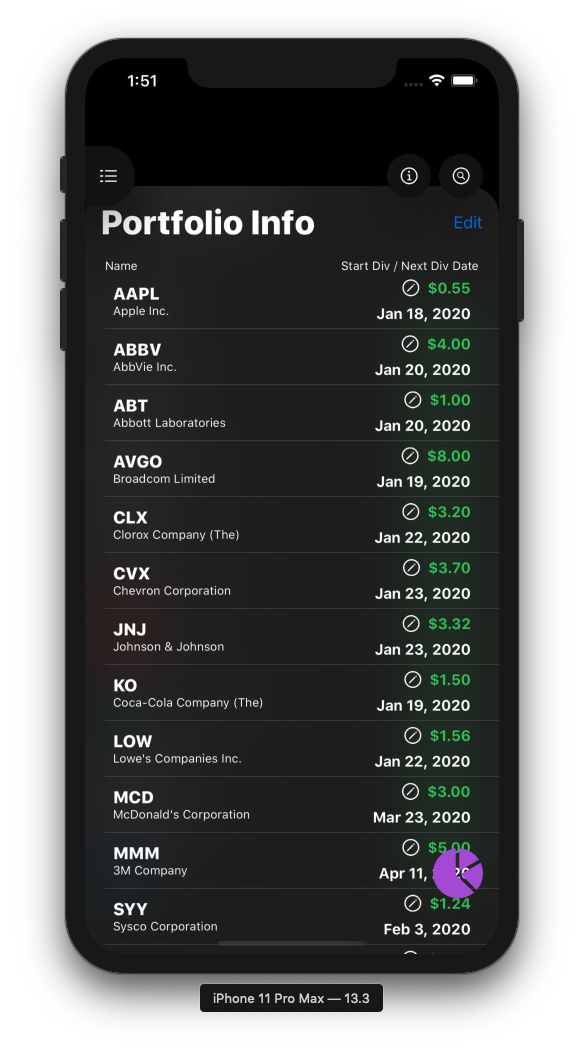 1:51
Portfolio Info
Edit
Name
Start Div / Next Div Date
AAPL
$0.55
Apple Inc.
Jan 18, 2020
ABBV
$4.00
AbbVie Inc.
Jan 20, 2020
ABT
$1.00
Abbott Laboratories
Jan 20, 2020
AVGO
$8.00
Broadcom Limited
Jan 19, 2020
CLX
$3.20
Clorox Company (The)
Jan 22, 2020
CVX
$3.70
Chevron Corporation
Jan 23, 2020
JNJ
$3.32
Johnson & Johnson
Jan 23, 2020
KO
$1.50
Coca-Cola Company (The)
Jan 19, 2020
LOW
$1.56
Lowe's Companies Inc.
Jan 22, 2020
MCD
$3.00
McDonald's Corporation
Mar 23, 2020
MMM
$5.00
3M Company
Apr 11,
SYY
$1.24
Sysco Corporation
Feb 3, 2020
iPhone 11 Pro Max — 13.3